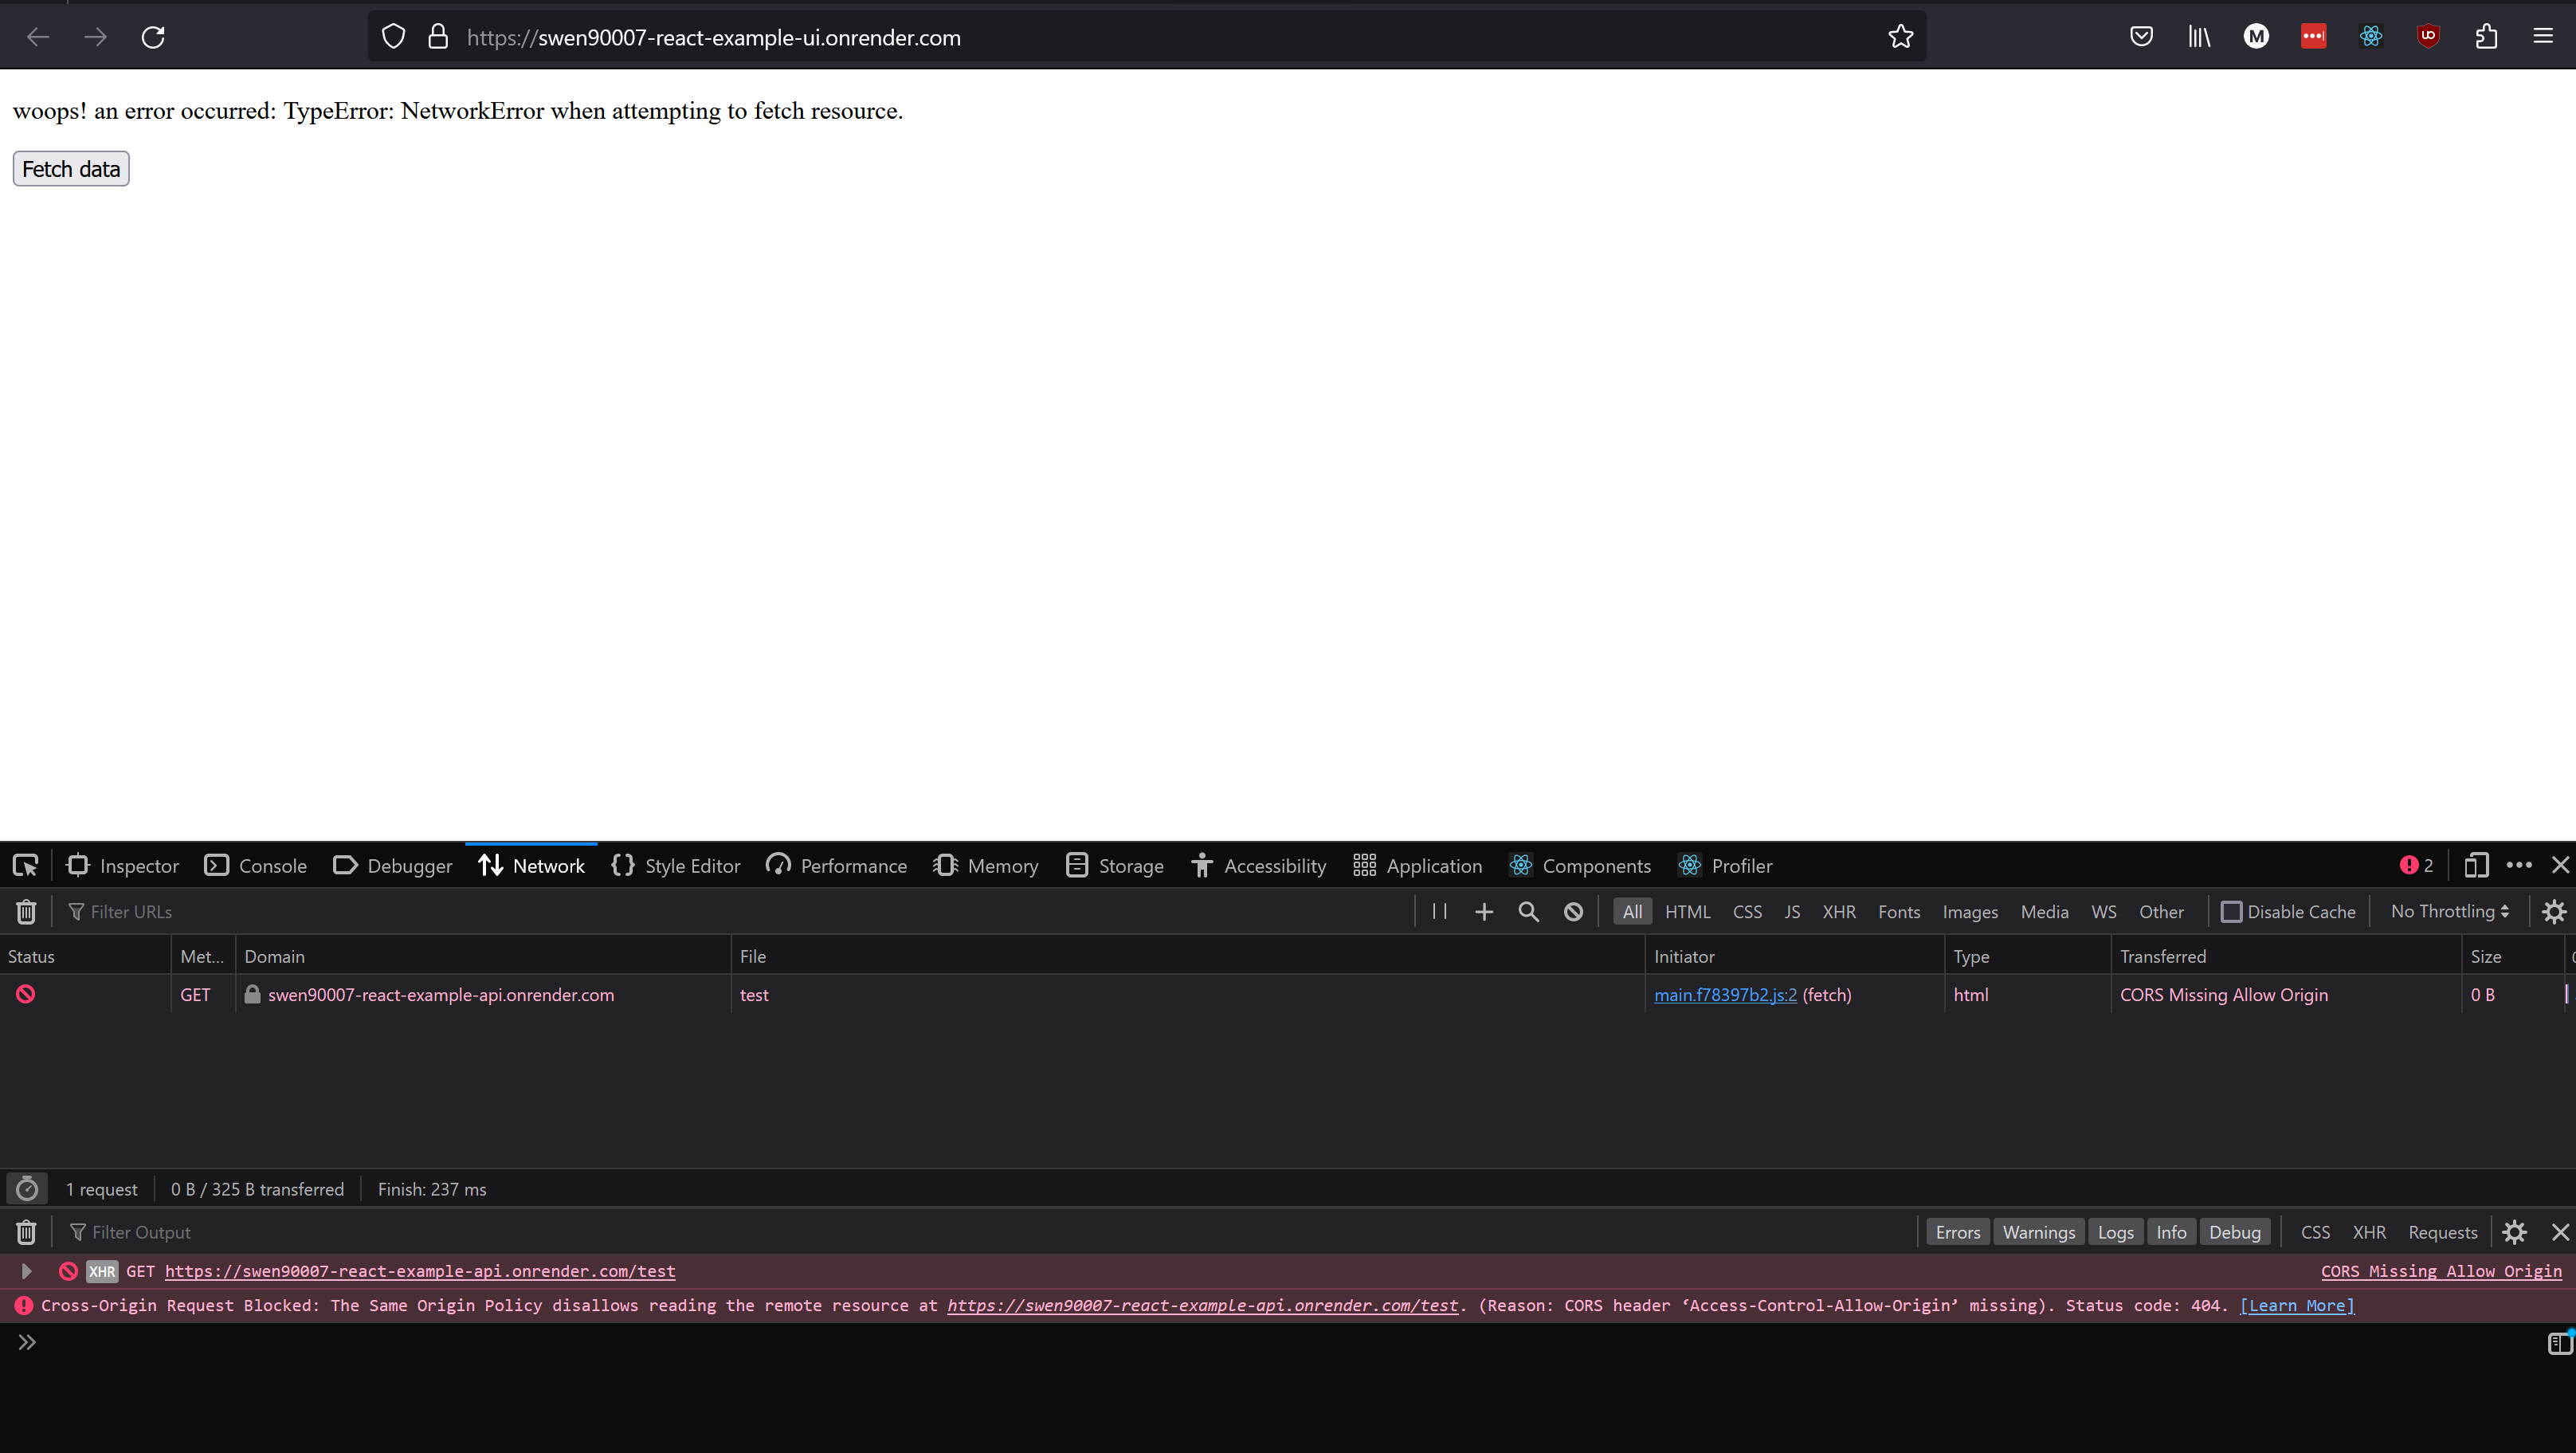 https://swen90007-react-example-ui.onrender.com
woops! an error occurred: TypeError: NetworkError when attempting to fetch resource.
Fetch data
Inspector Console Debugger Network Style Editor Performance Memory Storage Accessibility Application Components Profiler 2
Filter URLs All HTML CSS JS XHR Fonts Images Media WS Other Disable Cache No Throttling
Status Met... Domain File Initiator Type Transferred Size
GET swen90007-react-example-api.onrender.com test main.f78397b2.js:2 (fetch) html CORS Missing Allow Origin 0 B
1 request 0 B / 325 B transferred Finish: 237 ms
Filter Output Errors Warnings Logs Info Debug CSS XHR Requests
XHR GET https://swen90007-react-example-api.onrender.com/test CORS Missing Allow Origin
Cross-Origin Request Blocked: The Same Origin Policy disallows reading the remote resource at https://swen90007-react-example-api.onrender.com/test. (Reason: CORS header ‘Access-Control-Allow-Origin’ missing). Status code: 404. [Learn More]